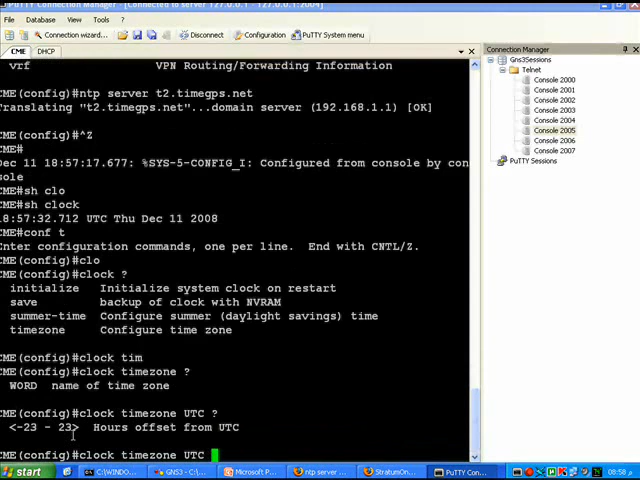 PuTTY Connection Manager - [Connected to server 127.0.0.1 - 127.0.0.1:2004]
File Database View Tools ?
Connection wizard... Disconnect Configuration PuTTY System menu
CME DHCP
vrf VPN Routing/Forwarding Information
CME(config)#ntp server t2.timegps.net
Translating "t2.timegps.net"...domain server (192.168.1.1) [OK]
CME(config)#^Z
CME#
Dec 11 18:57:17.677: %SYS-5-CONFIG_I: Configured from console by con
sole
CME#sh clo
CME#sh clock
18:57:32.712 UTC Thu Dec 11 2008
CME#conf t
Enter configuration commands, one per line. End with CNTL/Z.
CME(config)#clo
CME(config)#clock ?
initialize Initialize system clock on restart
save backup of clock with NVRAM
summer-time Configure summer (daylight savings) time
timezone Configure time zone
CME(config)#clock tim
CME(config)#clock timezone ?
WORD name of time zone
CME(config)#clock timezone UTC ?
<-23 - 23> Hours offset from UTC
CME(config)#clock timezone UTC
Connection Manager
Gns3Sessions
Telnet
Console 2000
Console 2001
Console 2002
Console 2003
Console 2004
Console 2005
Console 2006
Console 2007
PuTTY Sessions
start C:\WINDO... GNS3 - C:\... Microsoft P... ntp server ... StratumOn... PuTTY Con... EN 08:58